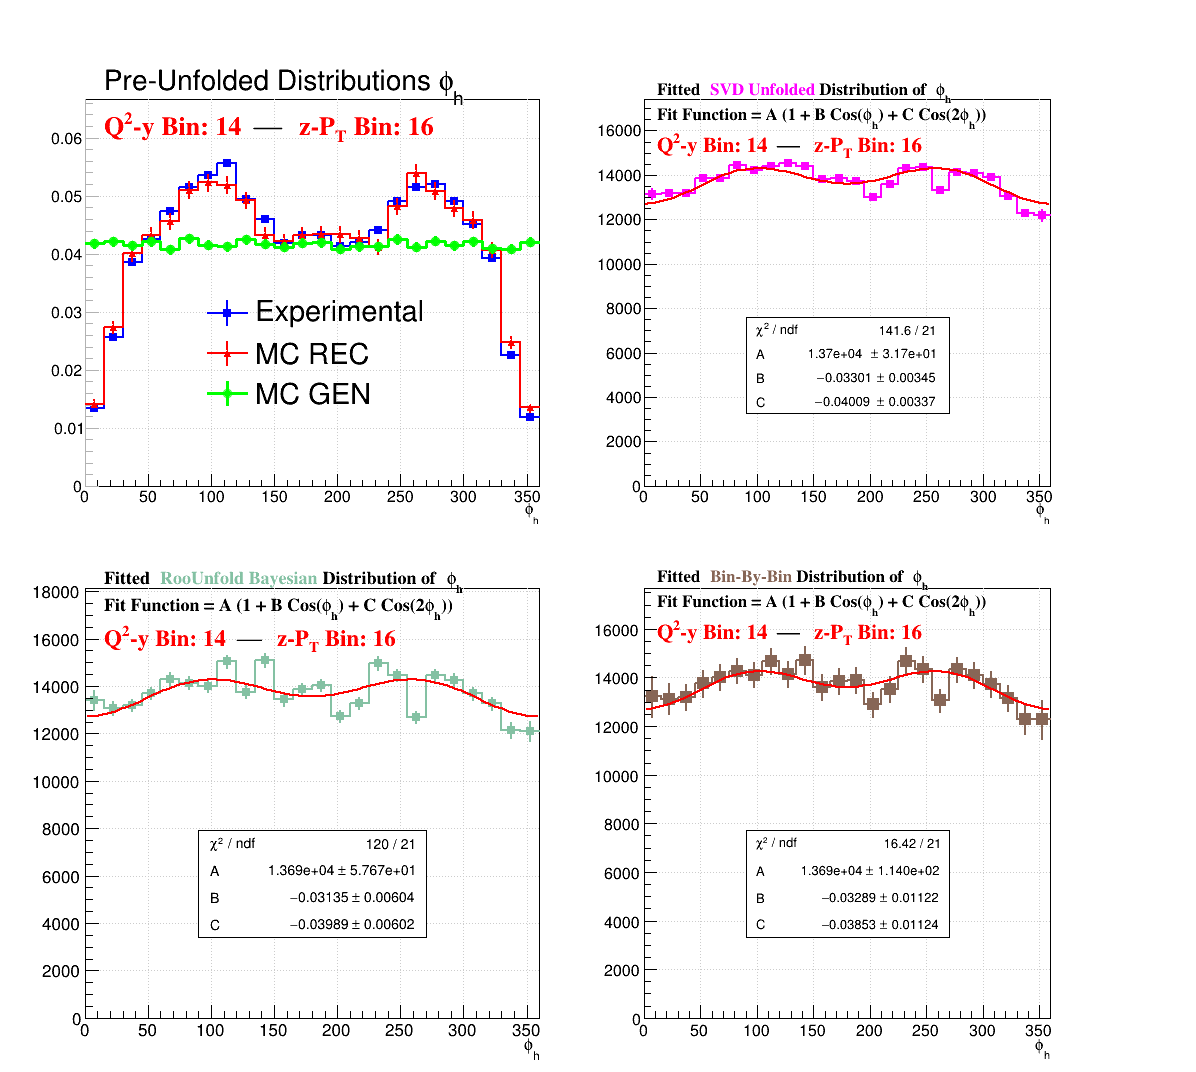 Pre-Unfolded Distributions ϕh
Q2-y Bin: 14 — z-PT Bin: 16
0.06
0.05
0.04
0.03
0.02
0.01
0
Experimental
MC REC
MC GEN
0 50 100 150 200 250 300 350
ϕh
Fitted SVD Unfolded Distribution of ϕh
Fit Function = A (1 + B Cos(ϕh) + C Cos(2ϕh))
Q2-y Bin: 14 — z-PT Bin: 16
16000
14000
12000
10000
8000
6000
4000
2000
0
χ2 / ndf 141.6 / 21
A 1.37e+04 ± 3.17e+01
B −0.03301 ± 0.00345
C −0.04009 ± 0.00337
0 50 100 150 200 250 300 350
ϕh
Fitted RooUnfold Bayesian Distribution of ϕh
Fit Function = A (1 + B Cos(ϕh) + C Cos(2ϕh))
Q2-y Bin: 14 — z-PT Bin: 16
18000
16000
14000
12000
10000
8000
6000
4000
2000
0
χ2 / ndf 120 / 21
A 1.369e+04 ± 5.767e+01
B −0.03135 ± 0.00604
C −0.03989 ± 0.00602
0 50 100 150 200 250 300 350
ϕh
Fitted Bin-By-Bin Distribution of ϕh
Fit Function = A (1 + B Cos(ϕh) + C Cos(2ϕh))
Q2-y Bin: 14 — z-PT Bin: 16
16000
14000
12000
10000
8000
6000
4000
2000
0
χ2 / ndf 16.42 / 21
A 1.369e+04 ± 1.140e+02
B −0.03289 ± 0.01122
C −0.03853 ± 0.01124
0 50 100 150 200 250 300 350
ϕh